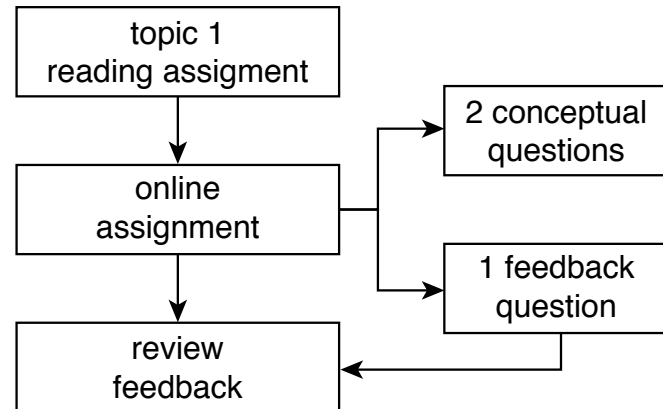 topic 1
reading assigment
online
assignment
2 conceptual
questions
1 feedback
question
review
feedback